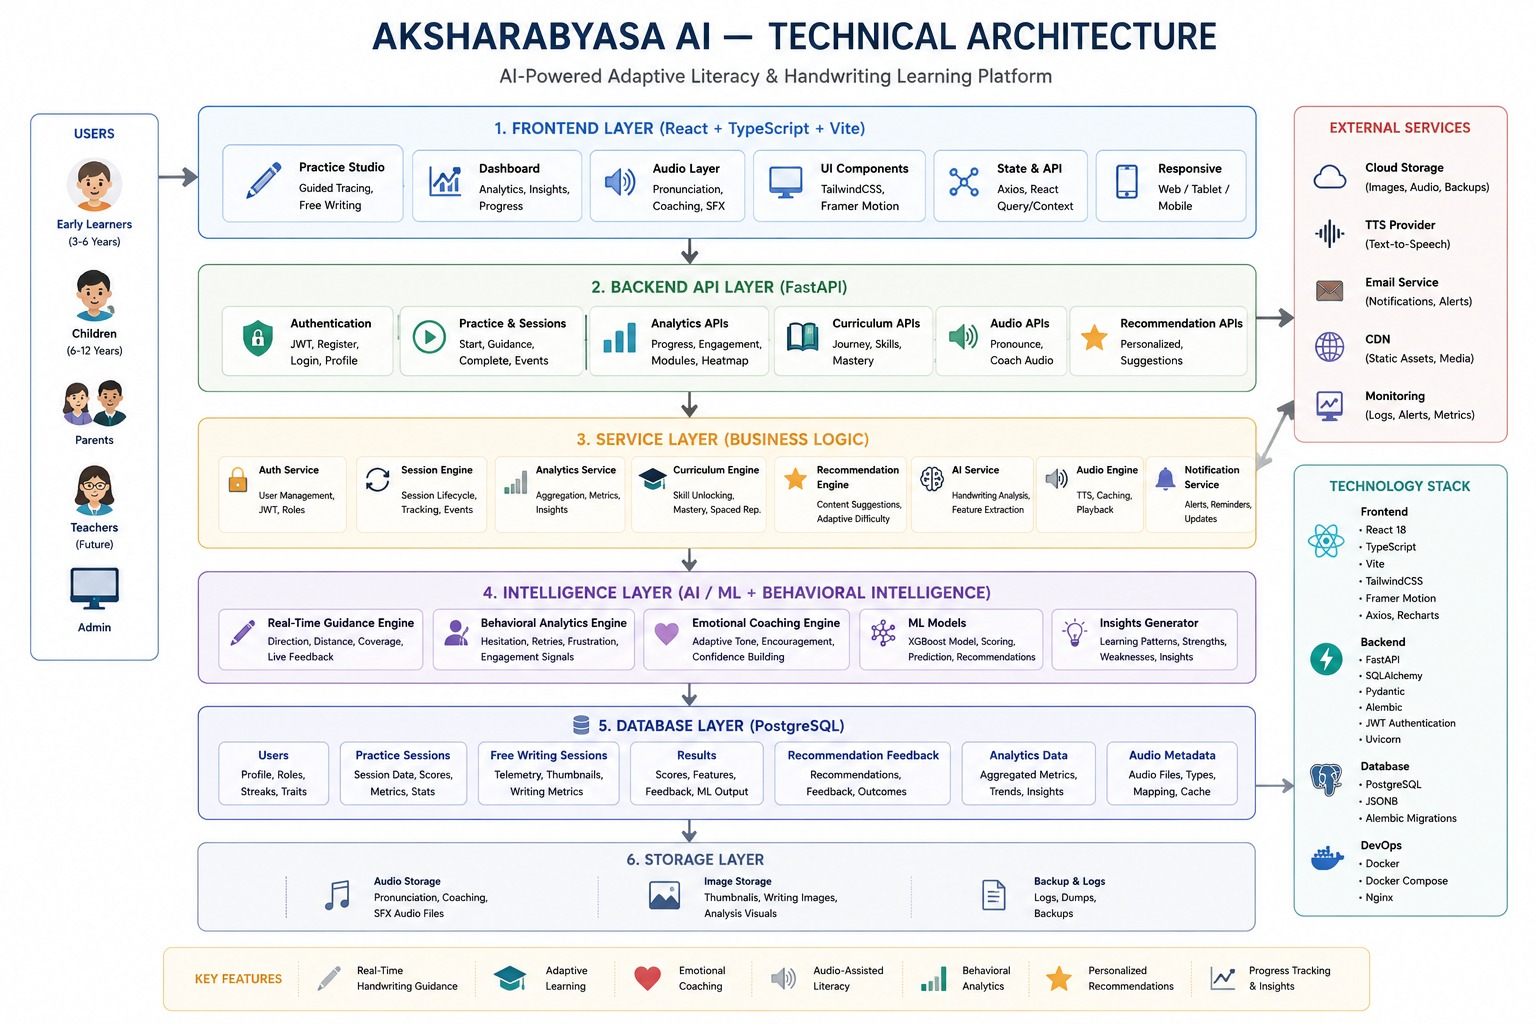 AKSHARABYASA AI — TECHNICAL ARCHITECTURE
AI-Powered Adaptive Literacy & Handwriting Learning Platform
USERS
Early Learners
(3-6 Years)
Children
(6-12 Years)
Parents
Teachers
(Future)
Admin
1. FRONTEND LAYER (React + TypeScript + Vite)
Practice Studio
Guided Tracing,
Free Writing
Dashboard
Analytics, Insights,
Progress
Audio Layer
Pronunciation,
Coaching, SFX
UI Components
TailwindCSS,
Framer Motion
State & API
Axios, React
Query/Context
Responsive
Web / Tablet /
Mobile
2. BACKEND API LAYER (FastAPI)
Authentication
JWT, Register,
Login, Profile
Practice & Sessions
Start, Guidance,
Complete, Events
Analytics APIs
Progress, Engagement,
Modules, Heatmap
Curriculum APIs
Journey, Skills,
Mastery
Audio APIs
Pronounce,
Coach Audio
Recommendation APIs
Personalized,
Suggestions
3. SERVICE LAYER (BUSINESS LOGIC)
Auth Service
User Management,
JWT, Roles
Session Engine
Session Lifecycle,
Tracking, Events
Analytics Service
Aggregation, Metrics,
Insights
Curriculum Engine
Skill Unlocking,
Mastery, Spaced Rep.
Recommendation
Engine
Content Suggestions,
Adaptive Difficulty
AI Service
Handwriting Analysis,
Feature Extraction
Audio Engine
TTS, Caching,
Playback
Notification
Service
Alerts, Reminders,
Updates
4. INTELLIGENCE LAYER (AI / ML + BEHAVIORAL INTELLIGENCE)
Real-Time Guidance Engine
Direction, Distance, Coverage,
Live Feedback
Behavioral Analytics Engine
Hesitation, Retries, Frustration,
Engagement Signals
Emotional Coaching Engine
Adaptive Tone, Encouragement,
Confidence Building
ML Models
XGBoost Model, Scoring,
Prediction, Recommendations
Insights Generator
Learning Patterns, Strengths,
Weaknesses, Insights
5. DATABASE LAYER (PostgreSQL)
Users
Profile, Roles,
Streaks, Traits
Practice Sessions
Session Data, Scores,
Metrics, Stats
Free Writing Sessions
Telemetry, Thumbnails,
Writing Metrics
Results
Scores, Features,
Feedback, ML Output
Recommendation Feedback
Recommendations,
Feedback, Outcomes
Analytics Data
Aggregated Metrics,
Trends, Insights
Audio Metadata
Audio Files, Types,
Mapping, Cache
6. STORAGE LAYER
Audio Storage
Pronunciation, Coaching,
SFX Audio Files
Image Storage
Thumbnails, Writing Images,
Analysis Visuals
Backup & Logs
Logs, Dumps,
Backups
EXTERNAL SERVICES
Cloud Storage
(Images, Audio, Backups)
TTS Provider
(Text-to-Speech)
Email Service
(Notifications, Alerts)
CDN
(Static Assets, Media)
Monitoring
(Logs, Alerts, Metrics)
TECHNOLOGY STACK
Frontend
• React 18
• TypeScript
• Vite
• TailwindCSS
• Framer Motion
• Axios, Recharts
Backend
• FastAPI
• SQLAlchemy
• Pydantic
• Alembic
• JWT Authentication
• Uvicorn
Database
• PostgreSQL
• JSONB
• Alembic Migrations
DevOps
• Docker
• Docker Compose
• Nginx
KEY FEATURES
Real-Time
Handwriting Guidance
Adaptive
Learning
Emotional
Coaching
Audio-Assisted
Literacy
Behavioral
Analytics
Personalized
Recommendations
Progress Tracking
& Insights